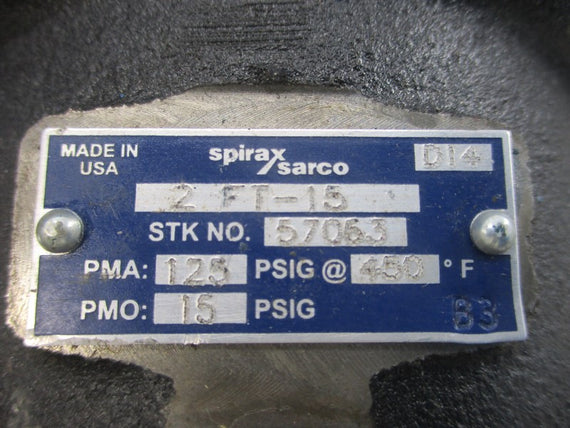 MADE IN
USA
spirax
sarco
D14
2 FT-15
STK NO. 57063
PMA: 125 PSIG @ 450 °F
PMO: 15 PSIG
B3